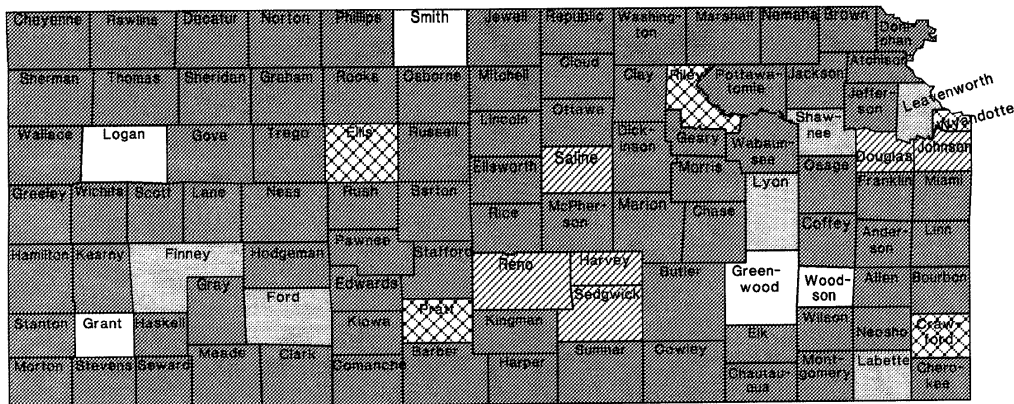 Cheyenne Rawlins Decatur Norton Phillips Smith Jewell Republic Washing-
ton Marshall Nemaha Brown Doni-
phan
Atchison
Sherman Thomas Sheridan Graham Rooks Osborne Mitchell Cloud Clay Riley Pottawa-
tomie Jackson Jeffer-
son Leavenworth
Wyandotte
Ottawa
Lincoln
Wallace Logan Gove Trego Ellis Russell
Ellsworth Saline Dick-
inson Geary Wabaun-
see Shaw-
nee Douglas Johnson
Morris Osage Franklin Miami
Lyon
Greeley Wichita Scott Lane Ness Rush Barton
Rice McPher-
son Marion Chase Coffey Ander-
son Linn
Hamilton Kearny Finney Hodgeman Pawnee Stafford Reno Harvey
Butler Green-
wood Wood-
son Allen Bourbon
Gray Edwards Sedgwick
Ford Pratt
Stanton Grant Haskell Kiowa Kingman Elk Wilson Neosho Craw-
ford
Meade Clark Barber Sumner Cowley Labette
Morton Stevens Seward Comanche Harper Chautau-
qua Mont-
gomery Chero-
kee